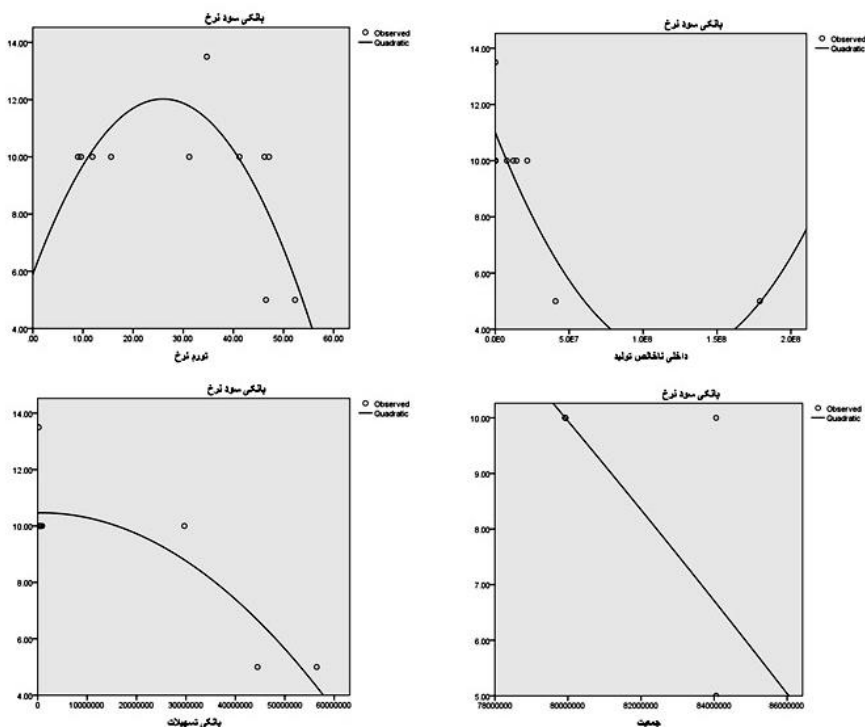 بانکی سود نرخ
Observed
Quadratic
14.00
12.00
10.00
8.00
6.00
4.00
.00 10.00 20.00 30.00 40.00 50.00 60.00
تورم نرخ
بانکی سود نرخ
Observed
Quadratic
14.00
12.00
10.00
8.00
6.00
4.00
0.0E0 5.0E7 1.0E8 1.5E8 2.0E8
داخلی ناخالص تولید
بانکی سود نرخ
Observed
Quadratic
14.00
12.00
10.00
8.00
6.00
4.00
0 10000000 20000000 30000000 40000000 50000000 60000000
بانکی تسهیلات
بانکی سود نرخ
Observed
Quadratic
10.00
9.00
8.00
7.00
6.00
5.00
78000000 80000000 82000000 84000000 86000000
جمعیت